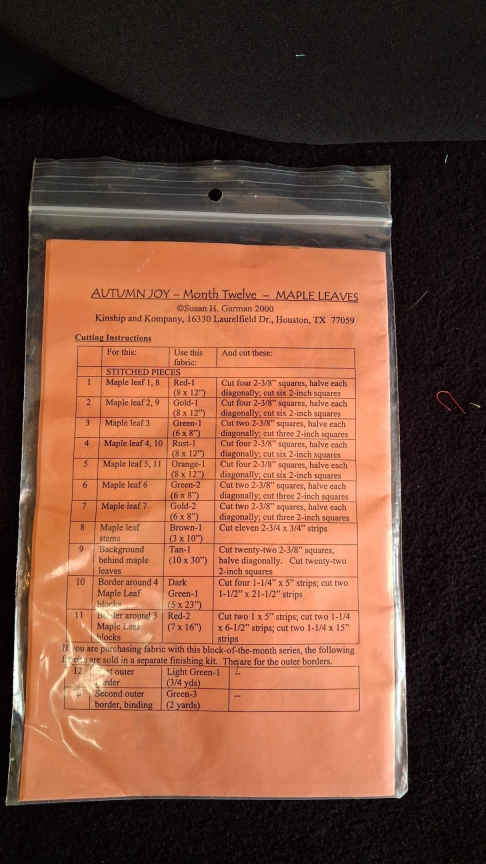 AUTUMN JOY – Month Twelve – MAPLE LEAVES
©Susan H. Garman 2000
Kinship and Kompany, 16330 Laurelfield Dr., Houston, TX 77059
Cutting Instructions
For this: Use this And cut these:
fabric:
STITCHED PIECES
1 Maple leaf 1, 8 Red-1 Cut four 2-3/8" squares, halve each
(8 x 12") diagonally; cut six 2-inch squares
2 Maple leaf 2, 9 Gold-1 Cut four 2-3/8" squares, halve each
(8 x 12") diagonally; cut six 2-inch squares
3 Maple leaf 3 Green-1 Cut two 2-3/8" squares, halve each
(6 x 8") diagonally; cut three 2-inch squares
4 Maple leaf 4, 10 Rust-1 Cut four 2-3/8" squares, halve each
(8 x 12") diagonally; cut six 2-inch squares
5 Maple leaf 5, 11 Orange-1 Cut four 2-3/8" squares, halve each
(8 x 12") diagonally; cut six 2-inch squares
6 Maple leaf 6 Green-2 Cut two 2-3/8" squares, halve each
(6 x 8") diagonally; cut three 2-inch squares
7 Maple leaf 7 Gold-2 Cut two 2-3/8" squares, halve each
(6 x 8") diagonally; cut three 2-inch squares
8 Maple leaf Brown-1 Cut eleven 2-3/4 x 3/4" strips
stems (3 x 10")
9 Background Tan-1 Cut twenty-two 2-3/8" squares,
behind maple (10 x 30") halve diagonally. Cut twenty-two
leaves 2-inch squares
10 Border around 4 Dark Cut four 1-1/4" x 5" strips; cut two
Maple Leaf Green-1 1-1/2" x 21-1/2" strips
blocks (5 x 23")
11 Border around 3 Red-2 Cut two 1 x 5" strips; cut two 1-1/4
Maple Leaf (7 x 16") x 6-1/2" strips; cut two 1-1/4 x 15"
blocks strips
If you are purchasing fabric with this block-of-the-month series, the following
are sold in a separate finishing kit. The are for the outer borders.
12 outer Light Green-1 --
(3/4 yds)
Second outer Green-3 --
border, binding (2 yards)